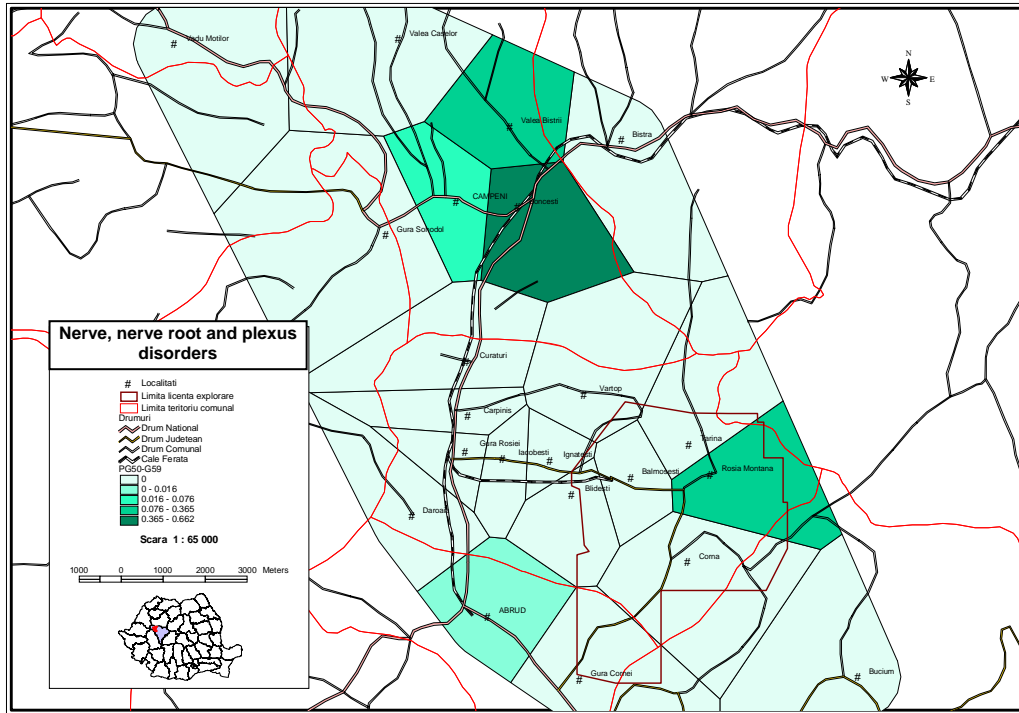 Vadu Motilor
#
Valea Caselor
#
Valea Bistrii
#
Bistra
#
N
W E
S
CAMPENI
#
#
Gura Sohodol
#
Nerve, nerve root and plexus
disorders
# Localitati
Limita licenta explorare
Limita teritoriu comunal
Drumuri
Drum National
Drum Judetean
Drum Comunal
Cale Ferata
PG50-G59
0
0 - 0.016
0.016 - 0.076
0.076 - 0.365
0.365 - 0.662
Scara 1 : 65 000
1000 0 1000 2000 3000 Meters
Curaturi
#
Vartop
#
Carpinis
#
Gura Rosiei
#
Iacobesti
#
Ignatesti
#
Tarina
#
Balmosesti
#
Rosia Montana
#
Blidesti
#
#
Daroaia
#
Corna
#
ABRUD
#
Gura Cornei
#
Bucium
#